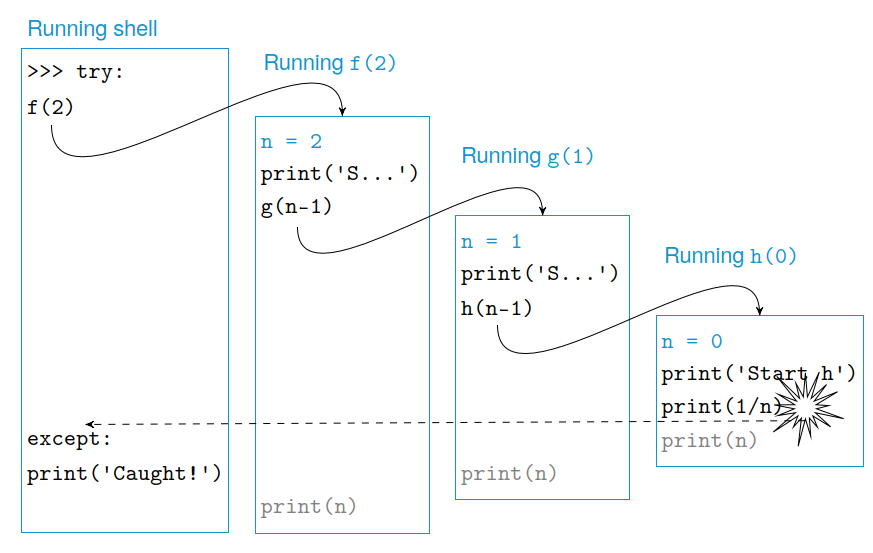 Running shell
>>> try:
f(2)
except:
print('Caught!')
Running f(2)
n = 2
print('S...')
g(n-1)
print(n)
Running g(1)
n = 1
print('S...')
h(n-1)
print(n)
Running h(0)
n = 0
print('Start h')
print(1/n)
print(n)